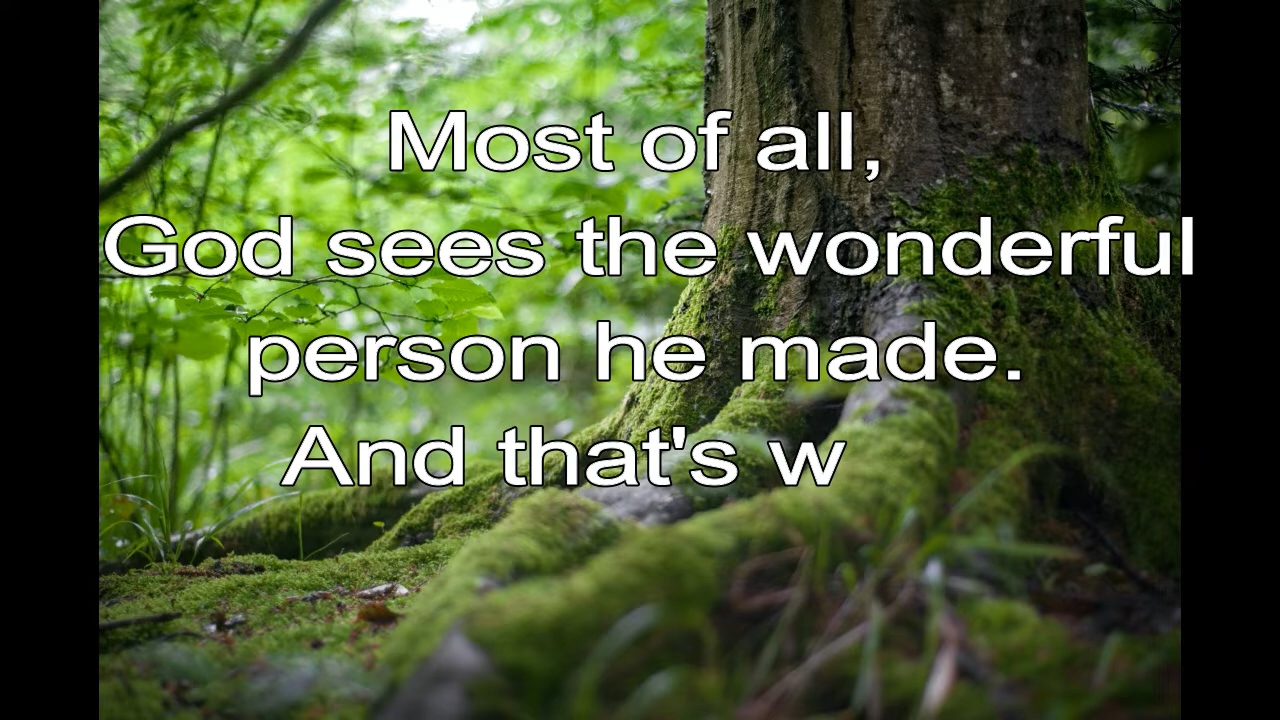 Most of all,
God sees the wonderful
person he made.
And that's w